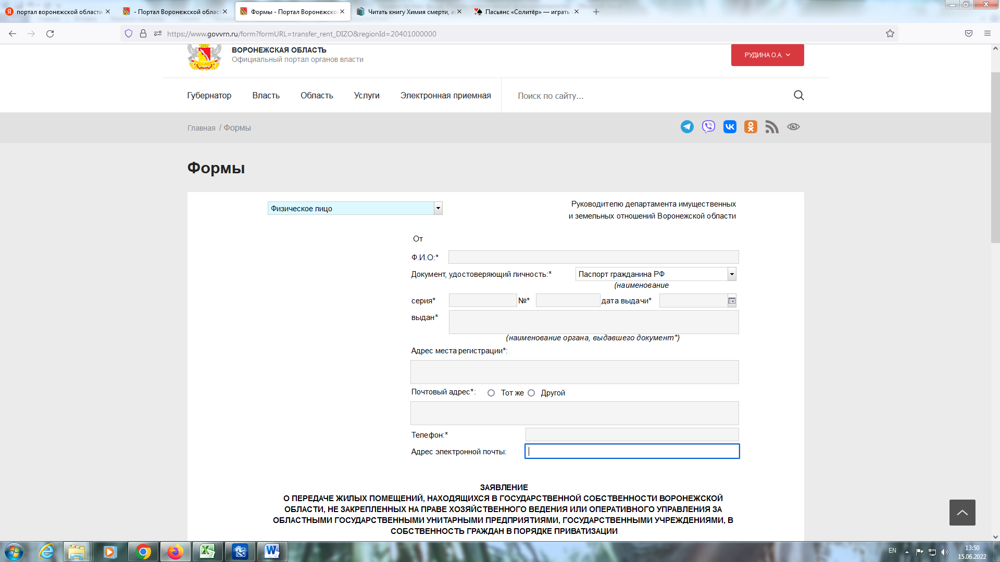 портал воронежской области
- Портал Воронежской облас
Формы - Портал Воронежско
Читать книгу Химия смерти, а
Пасьянс «Солитёр» — играть
https://www.govvrn.ru/form?formURL=transfer_rent_DIZO&regionId=20401000000
ВОРОНЕЖСКАЯ ОБЛАСТЬ
Официальный портал органов власти
РУДИНА О.А.
Губернатор
Власть
Область
Услуги
Электронная приемная
Поиск по сайту...
Главная / Формы
Формы
Физическое лицо
Руководителю департамента имущественных
и земельных отношений Воронежской области
От
Ф.И.О:*
Документ, удостоверяющий личность:*
Паспорт гражданина РФ
(наименование
серия*
№*
дата выдачи*
выдан*
(наименование органа, выдавшего документ*)
Адрес места регистрации*:
Почтовый адрес*:
Тот же
Другой
Телефон:*
Адрес электронной почты:
ЗАЯВЛЕНИЕ
О ПЕРЕДАЧЕ ЖИЛЫХ ПОМЕЩЕНИЙ, НАХОДЯЩИХСЯ В ГОСУДАРСТВЕННОЙ СОБСТВЕННОСТИ ВОРОНЕЖСКОЙ
ОБЛАСТИ, НЕ ЗАКРЕПЛЕННЫХ НА ПРАВЕ ХОЗЯЙСТВЕННОГО ВЕДЕНИЯ ИЛИ ОПЕРАТИВНОГО УПРАВЛЕНИЯ ЗА
ОБЛАСТНЫМИ ГОСУДАРСТВЕННЫМИ УНИТАРНЫМИ ПРЕДПРИЯТИЯМИ, ГОСУДАРСТВЕННЫМИ УЧРЕЖДЕНИЯМИ, В
СОБСТВЕННОСТЬ ГРАЖДАН В ПОРЯДКЕ ПРИВАТИЗАЦИИ
EN
13:50
15.06.2022